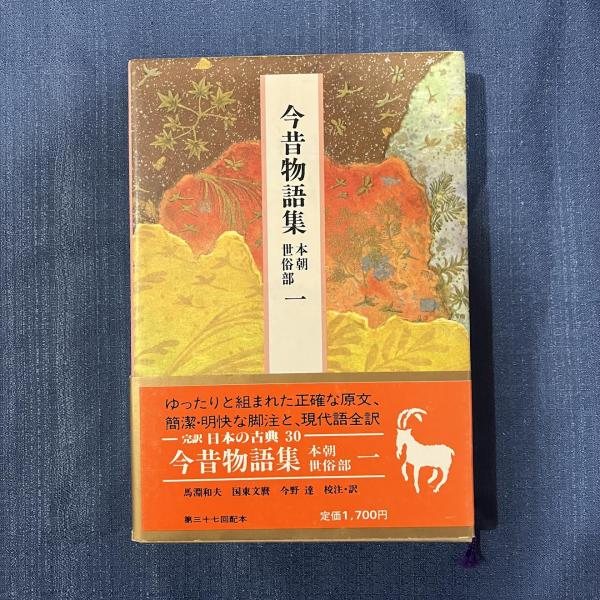 今昔物語集
本朝
世俗部
一
ゆったりと組まれた正確な原文、
簡潔・明快な脚注と、現代語全訳
完訳 日本の古典 30
今昔物語集 本朝世俗部 一
馬淵和夫 国東文麿 今野 達 校注・訳
第三十七回配本 定価1,700円